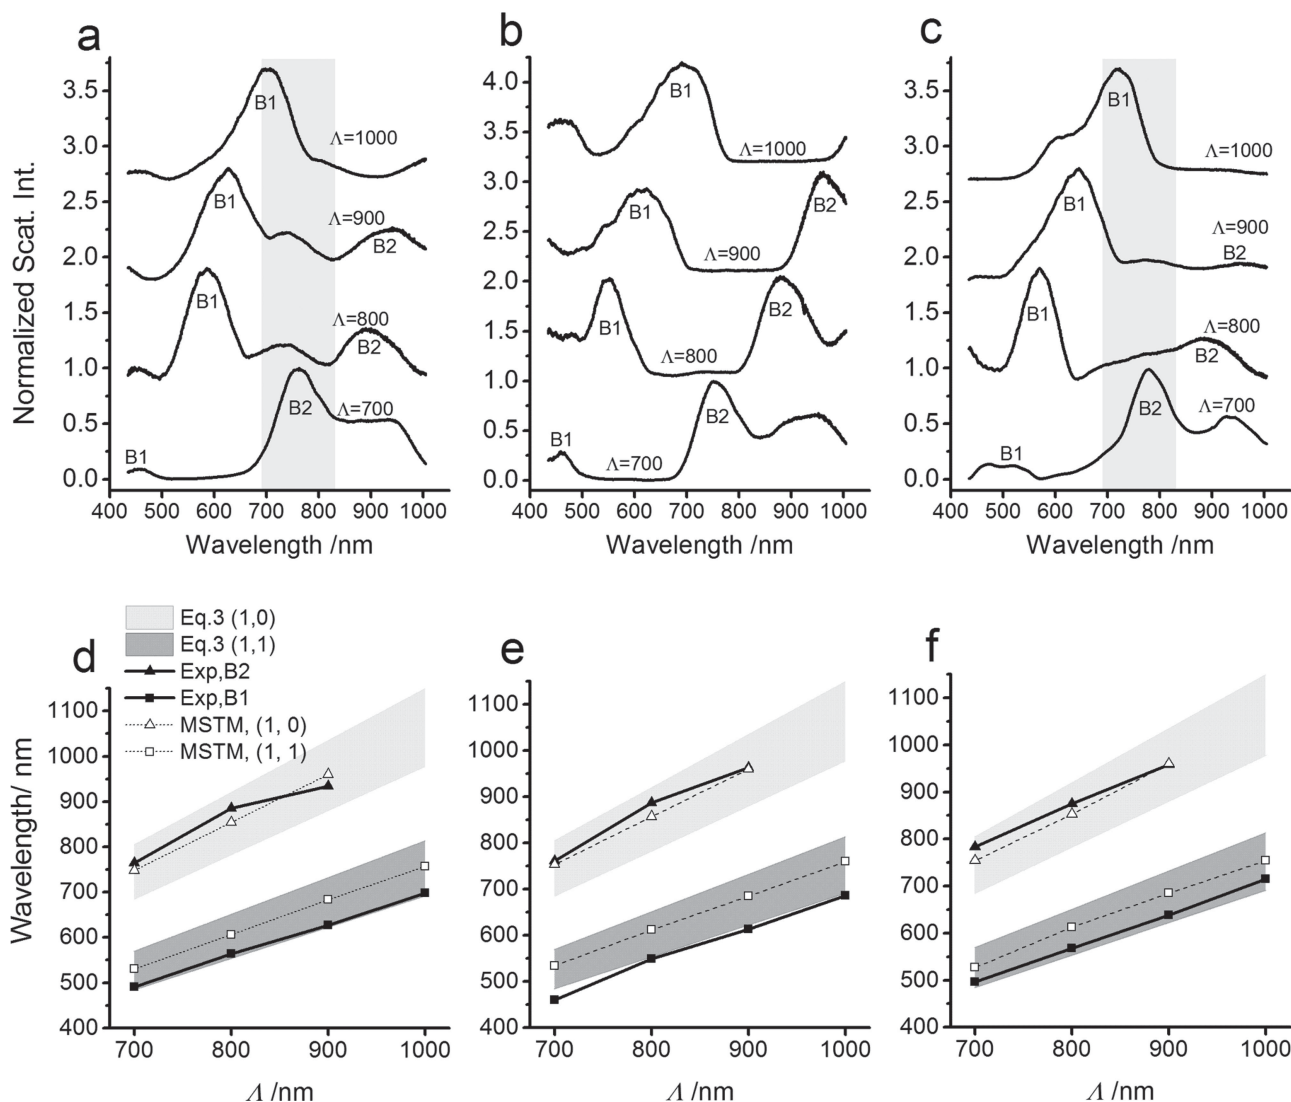 a
Normalized Scat. Int.
3.5
3.0
2.5
2.0
1.5
1.0
0.5
0.0
B1
Λ=1000
B1
Λ=900
B2
B1
Λ=800
B2
B1
B2
Λ=700
400 500 600 700 800 900 1000
Wavelength /nm
b
4.0
3.5
3.0
2.5
2.0
1.5
1.0
0.5
0.0
B1
Λ=1000
B1
B2
Λ=900
B1
B2
Λ=800
B1
B2
Λ=700
400 500 600 700 800 900 1000
Wavelength /nm
c
3.5
3.0
2.5
2.0
1.5
1.0
0.5
0.0
B1
Λ=1000
B1
Λ=900
B2
B1
Λ=800
B2
B1
B2
Λ=700
400 500 600 700 800 900 1000
Wavelength /nm
Eq.3 (1,0)
Eq.3 (1,1)
Exp,B2
Exp,B1
MSTM, (1, 0)
MSTM, (1, 1)
d
Wavelength/ nm
1100
1000
900
800
700
600
500
400
700 800 900 1000
Λ /nm
e
1100
1000
900
800
700
600
500
400
700 800 900 1000
Λ /nm
f
1100
1000
900
800
700
600
500
400
700 800 900 1000
Λ /nm